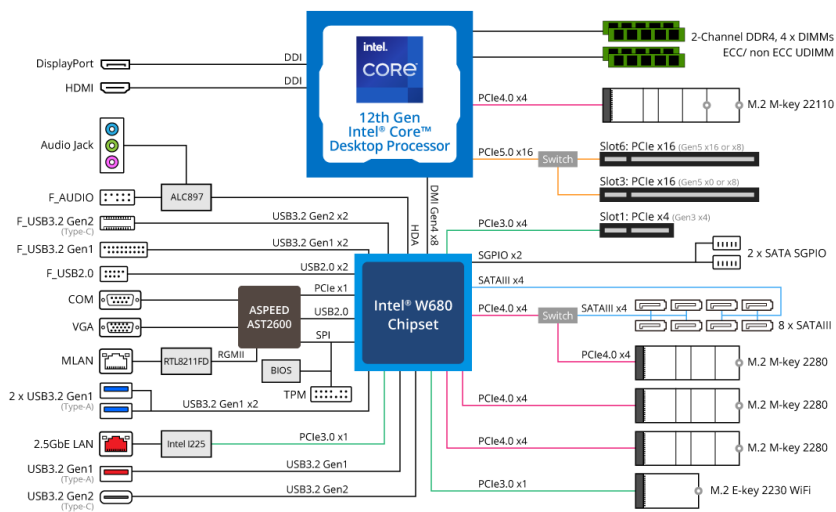 2-Channel DDR4, 4 x DIMMs
ECC/ non ECC UDIMM
DisplayPort
DDI
HDMI
DDI
intel.
CORE
12th Gen
Intel® Core™
Desktop Processor
PCIe4.0 x4
M.2 M-key 22110
Audio Jack
PCIe5.0 x16
Switch
Slot6: PCIe x16 (Gen5 x16 or x8)
Slot3: PCIe x16 (Gen5 x0 or x8)
F_AUDIO
ALC897
HDA
DMI Gen4 x8
PCIe3.0 x4
Slot1: PCIe x4 (Gen3 x4)
F_USB3.2 Gen2
(Type-C)
USB3.2 Gen2 x2
F_USB3.2 Gen1
USB3.2 Gen1 x2
SGPIO x2
2 x SATA SGPIO
F_USB2.0
USB2.0 x2
SATAIII x4
COM
PCIe x1
ASPEED
AST2600
Intel® W680
Chipset
PCIe4.0 x4
Switch
SATAIII x4
8 x SATAIII
VGA
USB2.0
SPI
MLAN
RTL8211FD
RGMII
BIOS
TPM
PCIe4.0 x4
M.2 M-key 2280
2 x USB3.2 Gen1
(Type-A)
USB3.2 Gen1 x2
PCIe4.0 x4
M.2 M-key 2280
2.5GbE LAN
Intel I225
PCIe3.0 x1
PCIe4.0 x4
M.2 M-key 2280
USB3.2 Gen1
(Type-A)
USB3.2 Gen1
USB3.2 Gen2
(Type-C)
USB3.2 Gen2
PCIe3.0 x1
M.2 E-key 2230 WiFi